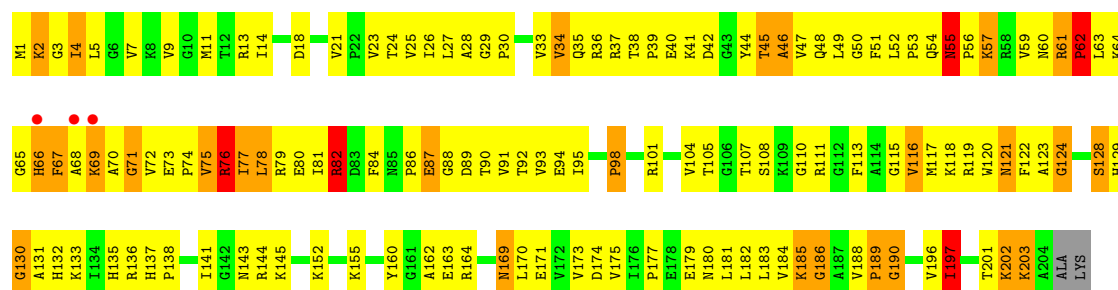 M1 K2 G3 I4 L5 G6 V7 K8 V9 G10 M11 T12 R13 I14 D18 V21 P22 V23 T24 V25 I26 L27 A28 G29 P30 V33 V34 Q35 R36 R37 T38 P39 E40 K41 D42 G43 Y44 T45 A46 V47 Q48 L49 G50 F51 L52 P53 Q54 N55 P56 K57 R58 V59 N60 R61 P62 L63 K64
G65 H66 F67 A68 K69 A70 G71 V72 E73 P74 V75 R76 I77 L78 R79 E80 I81 R82 D83 F84 N85 P86 E87 G88 D89 T90 V91 T92 V93 E94 I95 P98 R101 V104 T105 G106 T107 S108 K109 G110 R111 G112 F113 A114 G115 V116 M117 K118 R119 W120 N121 F122 A123 G124 S128 H129
G130 A131 H132 K133 I134 H135 R136 H137 P138 I141 G142 N143 R144 K145 K152 K155 Y160 G161 A162 E163 R164 N169 L170 E171 V172 V173 D174 V175 I176 P177 E178 E179 N180 L181 L182 L183 V184 K185 G186 A187 V188 P189 G190 V196 I197 T201 K202 K203 A204 ALA LYS